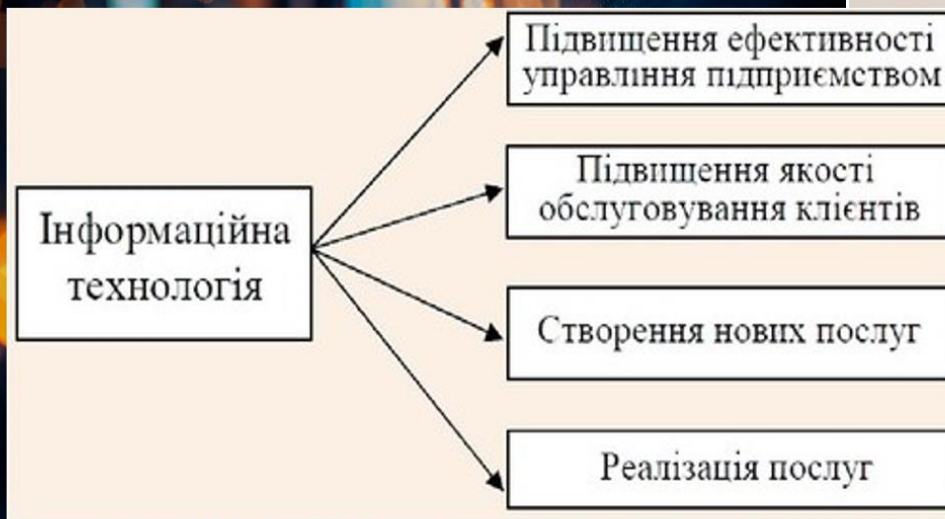 Інформаційна
технологія
Підвищення ефективності
управління підприємством
Підвищення якості
обслуговування клієнтів
Створення нових послуг
Реалізація послуг